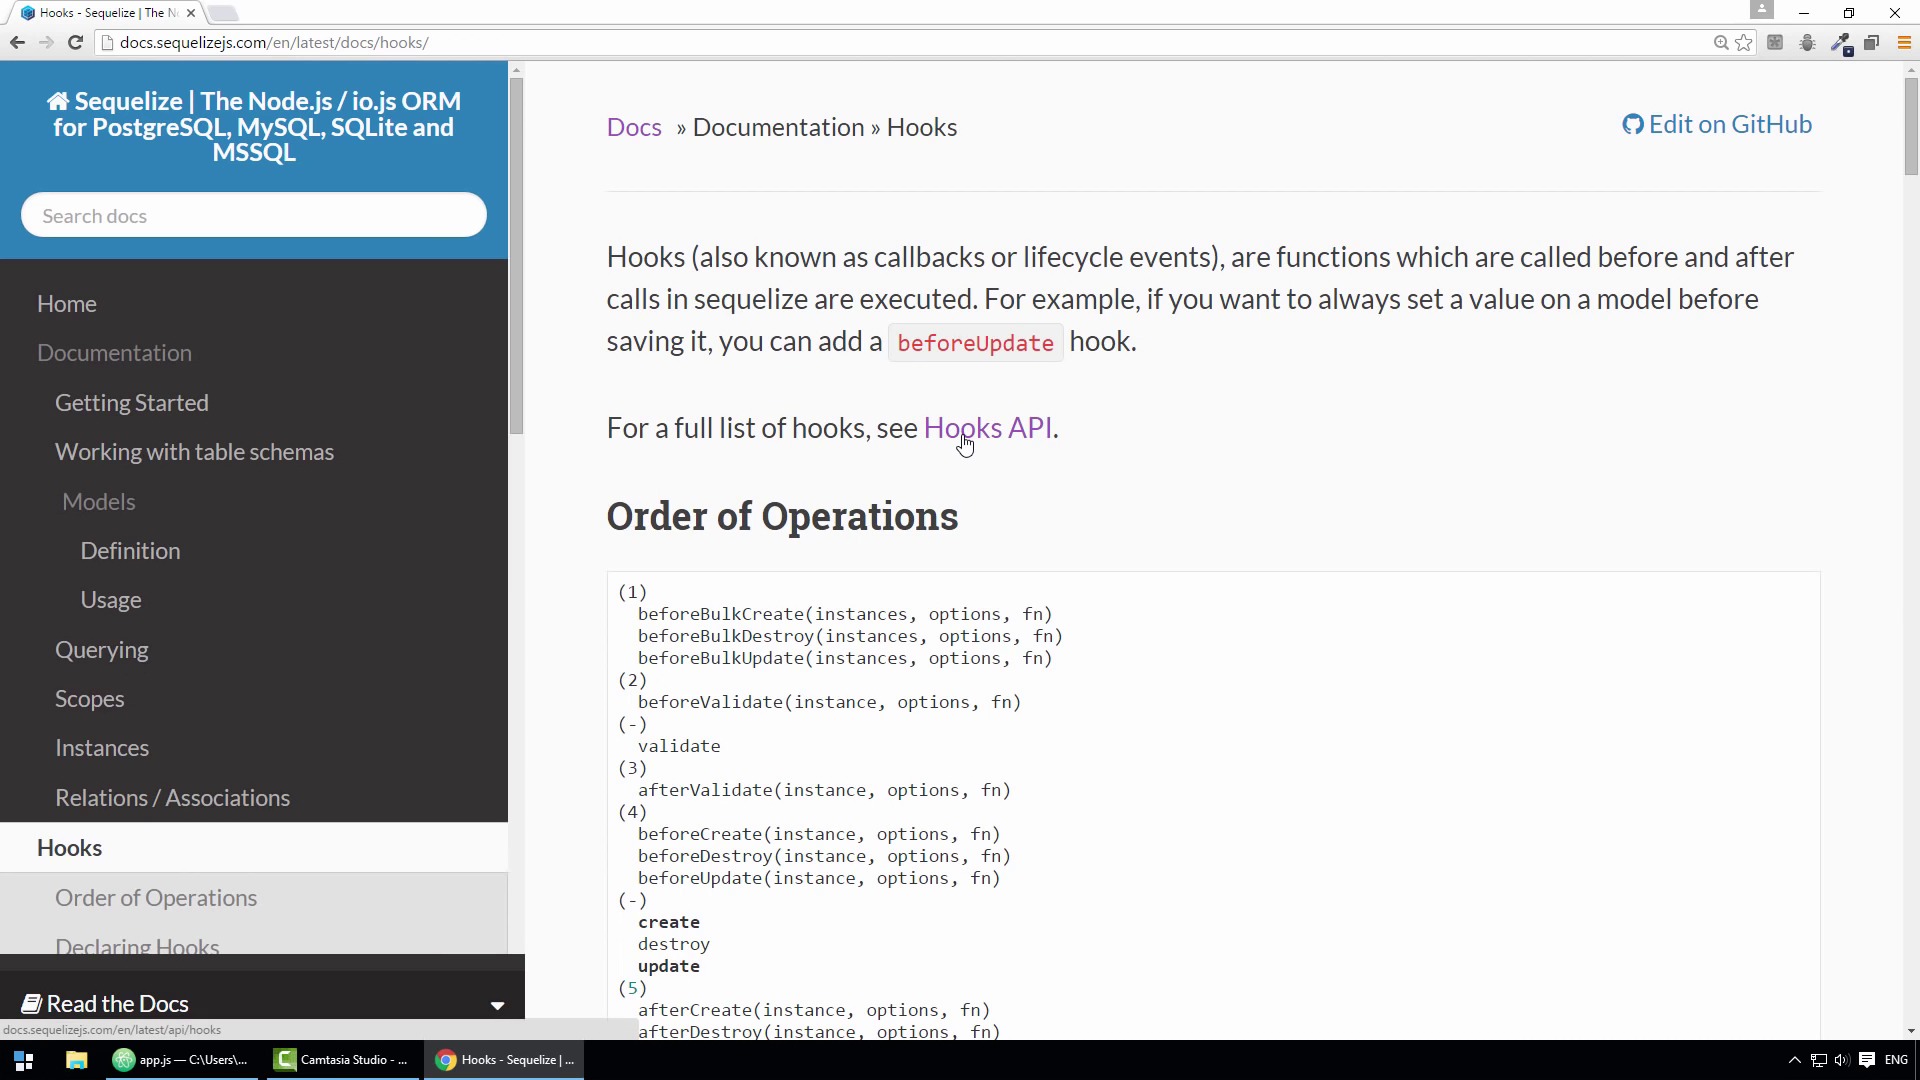 Hooks - Sequelize | The N
docs.sequelizejs.com/en/latest/docs/hooks/
Sequelize | The Node.js / io.js ORM
for PostgreSQL, MySQL, SQLite and
MSSQL
Search docs
Home
Documentation
Getting Started
Working with table schemas
Models
Definition
Usage
Querying
Scopes
Instances
Relations / Associations
Hooks
Order of Operations
Declaring Hooks
Read the Docs
docs.sequelizejs.com/en/latest/api/hooks
Docs » Documentation » Hooks
Edit on GitHub
Hooks (also known as callbacks or lifecycle events), are functions which are called before and after
calls in sequelize are executed. For example, if you want to always set a value on a model before
saving it, you can add a beforeUpdate hook.
For a full list of hooks, see Hooks API.
Order of Operations
(1)
beforeBulkCreate(instances, options, fn)
beforeBulkDestroy(instances, options, fn)
beforeBulkUpdate(instances, options, fn)
(2)
beforeValidate(instance, options, fn)
(-)
validate
(3)
afterValidate(instance, options, fn)
(4)
beforeCreate(instance, options, fn)
beforeDestroy(instance, options, fn)
beforeUpdate(instance, options, fn)
(-)
create
destroy
update
(5)
afterCreate(instance, options, fn)
afterDestroy(instance, options, fn)
app.js — C:\Users\...
Camtasia Studio - ...
Hooks - Sequelize | ...
ENG